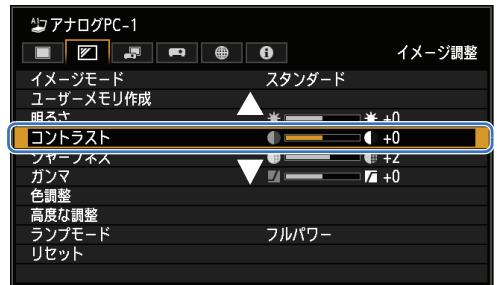 アナログPC-1
イメージ調整
イメージモード スタンダード
ユーザーメモリ作成
明るさ +0
コントラスト +0
シャープネス +2
ガンマ +0
色調整
高度な調整
ランプモード フルパワー
リセット